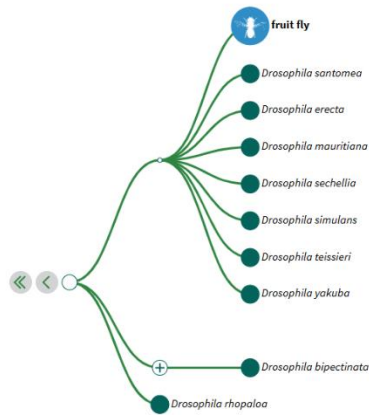 fruit fly
Drosophila santomea
Drosophila erecta
Drosophila mauritiana
Drosophila sechellia
Drosophila simulans
Drosophila teissieri
Drosophila yakuba
Drosophila bipectinata
Drosophila rhopaloa